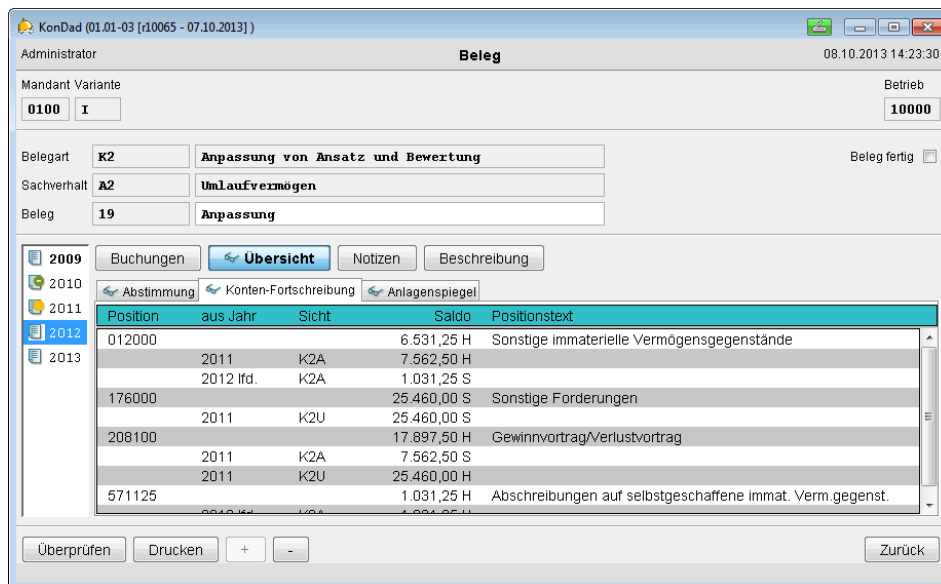 KonDad (01.01-03 [r10065 - 07.10.2013] )
Administrator Beleg 08.10.2013 14:23:30
Mandant Variante Betrieb
0100 I 10000
Belegart K2 Anpassung von Ansatz und Bewertung Beleg fertig
Sachverhalt A2 Umlaufvermögen
Beleg 19 Anpassung
2009 Buchungen Übersicht Notizen Beschreibung
2010 Abstimmung Konten-Fortschreibung Anlagenspiegel
2011
2012
2013
Position aus Jahr Sicht Saldo Positionstext
012000 6.531,25 H Sonstige immaterielle Vermögensgegenstände
2011 K2A 7.562,50 H
2012 lfd. K2A 1.031,25 S
176000 25.460,00 S Sonstige Forderungen
2011 K2U 25.460,00 S
208100 17.897,50 H Gewinnvortrag/Verlustvortrag
2011 K2A 7.562,50 S
2011 K2U 25.460,00 H
571125 1.031,25 H Abschreibungen auf selbstgeschaffene immat. Verm.gegenst.
Überprüfen Drucken + - Zurück